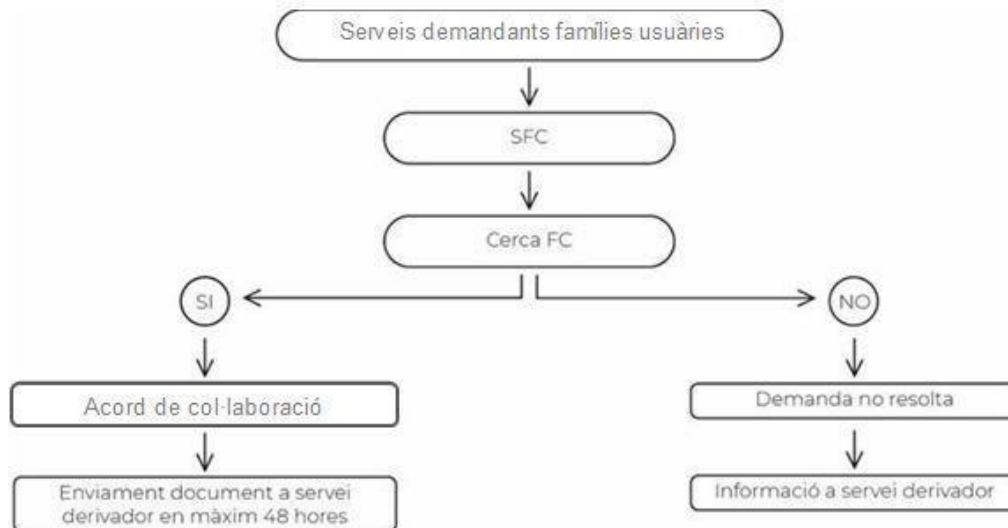 Serveis demandants famílies usuàries
SFC
Cerca FC
SI
NO
Acord de col·laboració
Demanda no resolta
Enviament document a servei
derivador en màxim 48 hores
Informació a servei derivador